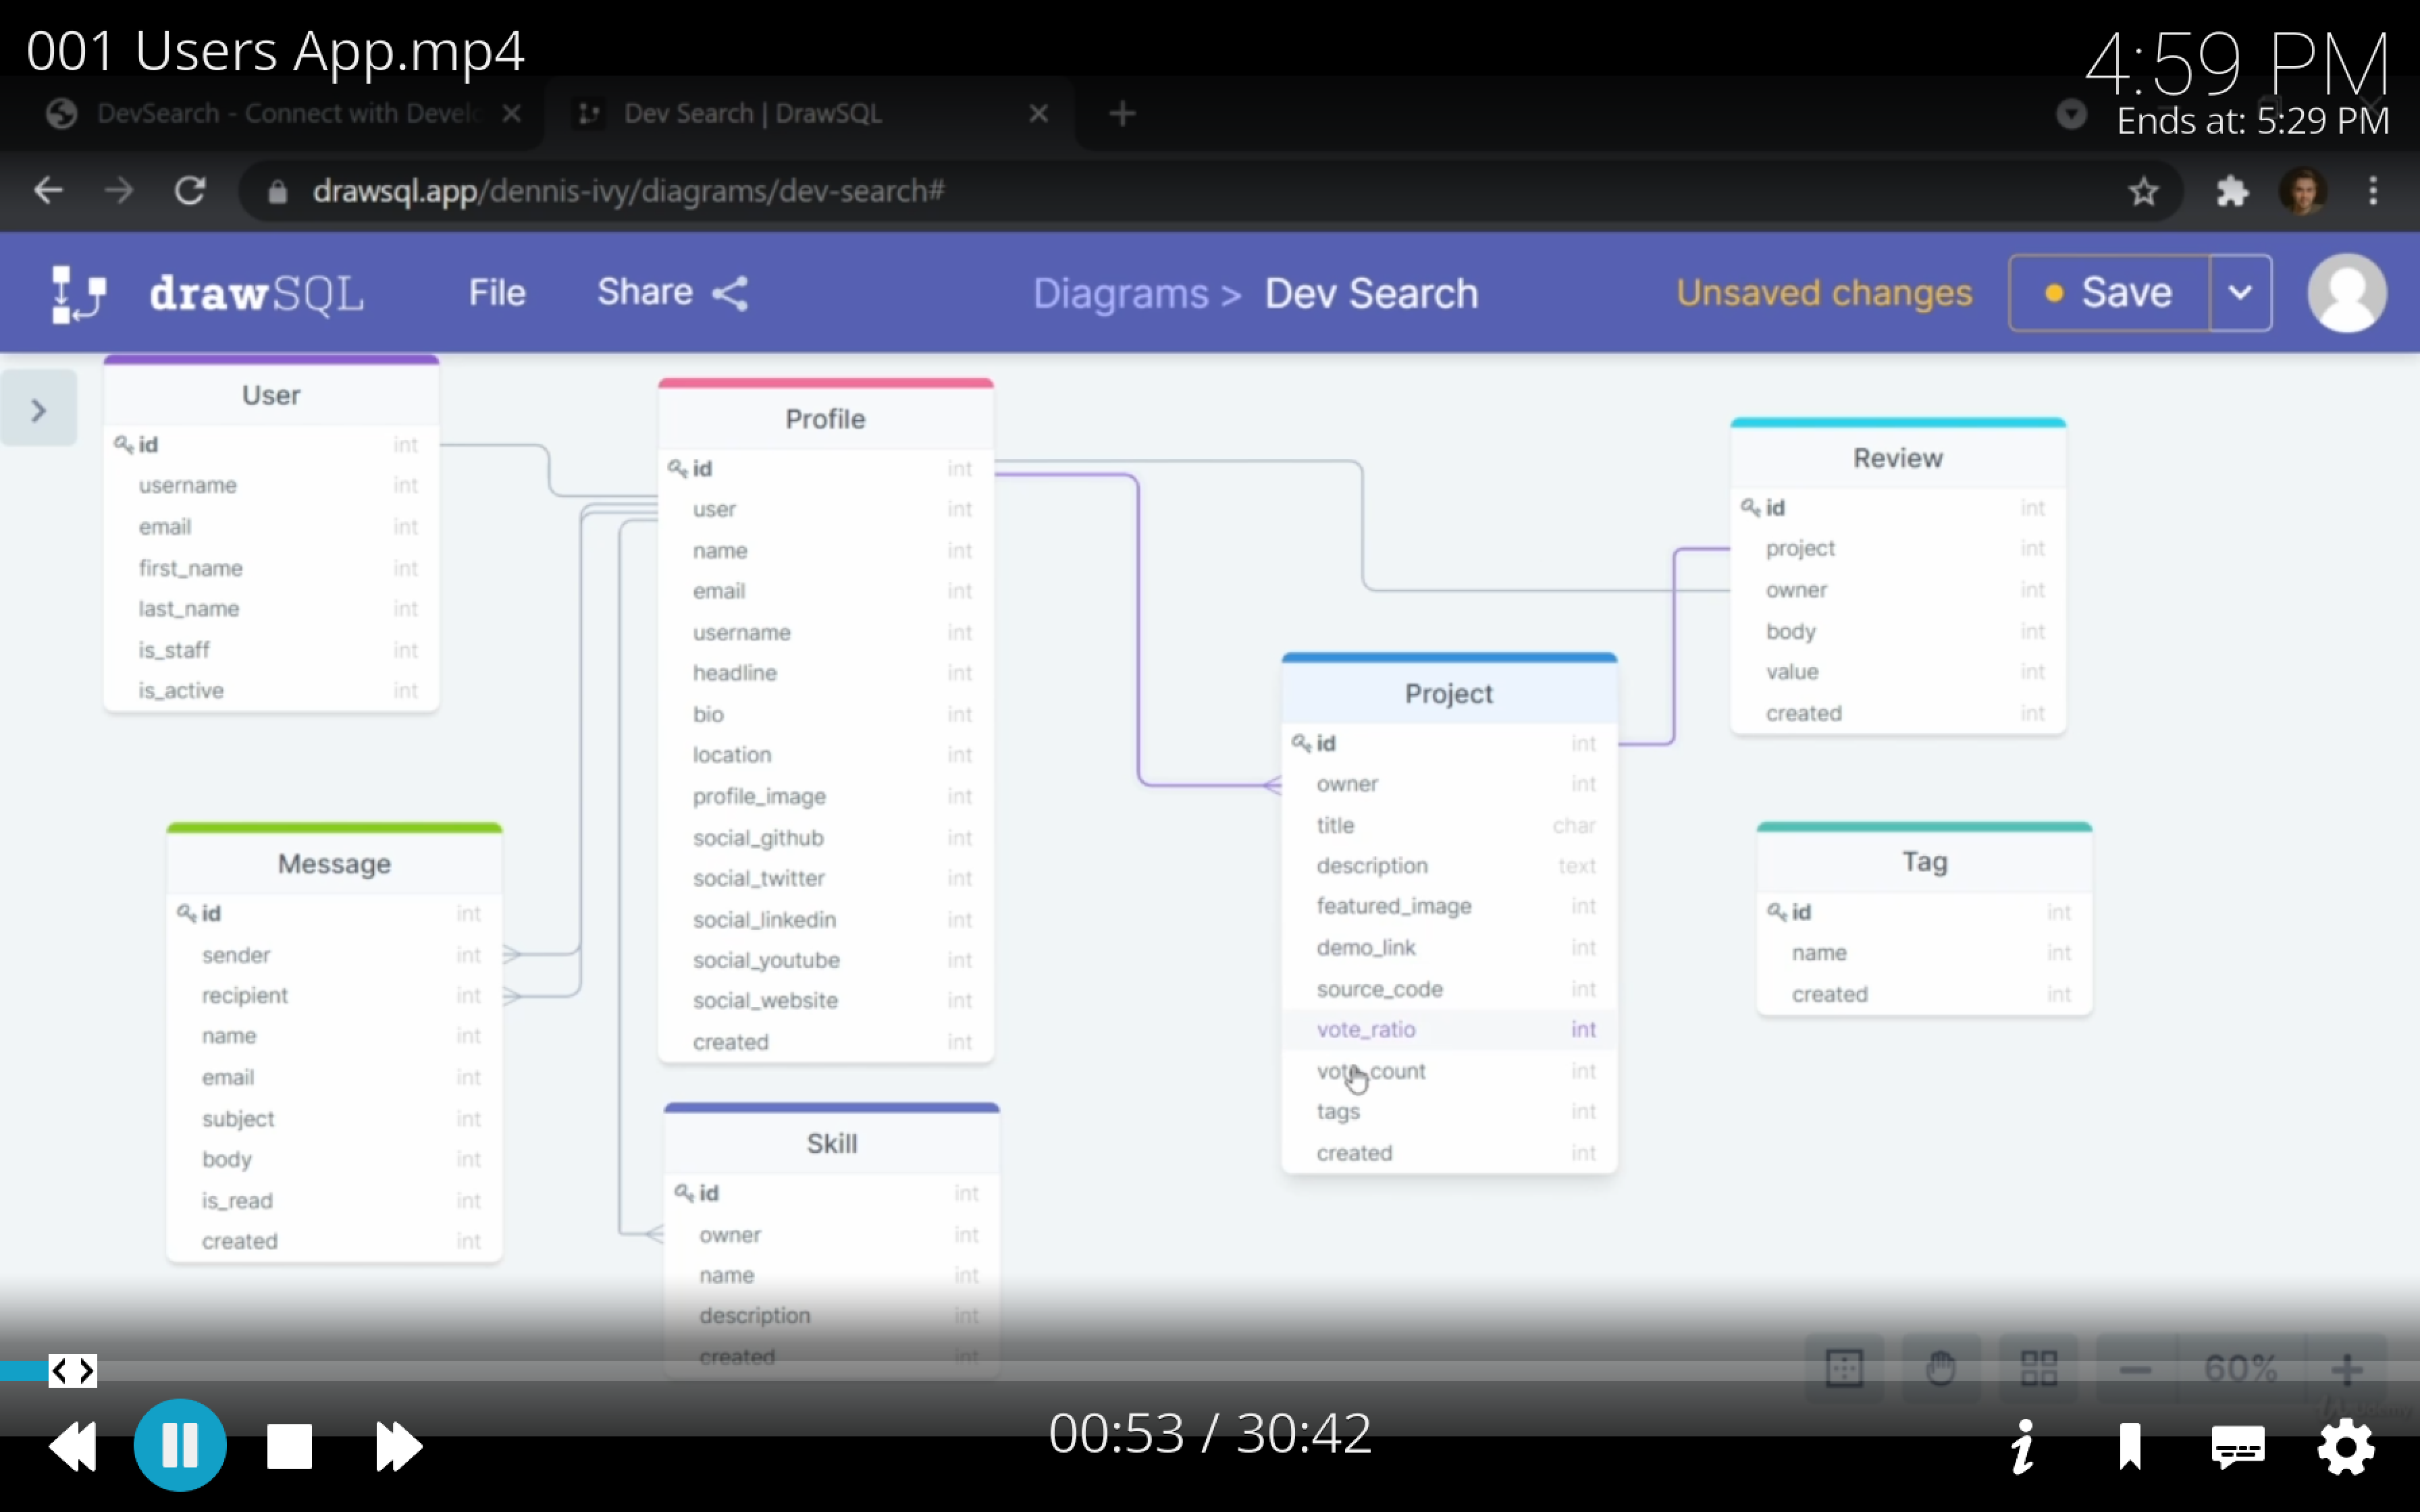 001 Users App.mp4
4:59 PM
Ends at: 5:29 PM
DevSearch - Connect with Devel
Dev Search | DrawSQL
drawsql.app/dennis-ivy/diagrams/dev-search#
drawSQL
File
Share
Diagrams > Dev Search
Unsaved changes
Save
User
id int
username int
email int
first_name int
last_name int
is_staff int
is_active int
Message
id int
sender int
recipient int
name int
email int
subject int
body int
is_read int
created int
Profile
id int
user int
name int
email int
username int
headline int
bio int
location int
profile_image int
social_github int
social_twitter int
social_linkedin int
social_youtube int
social_website int
created int
Skill
id int
owner int
name int
description int
created int
Project
id int
owner int
title char
description text
featured_image int
demo_link int
source_code int
vote_ratio int
vote_count int
tags int
created int
Review
id int
project int
owner int
body int
value int
created int
Tag
id int
name int
created int
60%
00:53 / 30:42